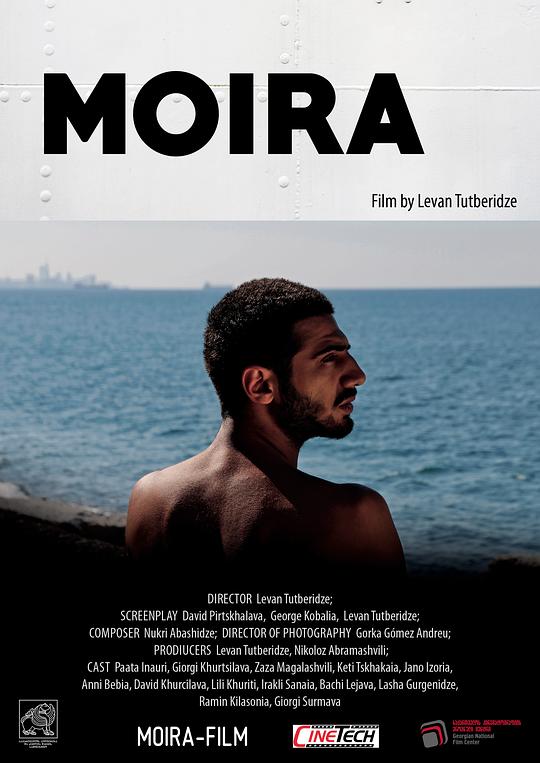 MOIRA
Film by Levan Tutberidze
DIRECTOR Levan Tutberidze;
SCREENPLAY David Pirtskhalava, George Kobalia, Levan Tutberidze;
COMPOSER Nukri Abashidze; DIRECTOR OF PHOTOGRAPHY Gorka Gómez Andreu;
PRODUCERS Levan Tutberidze, Nikoloz Abramashvili;
CAST Paata Inauri, Giorgi Khurtsilava, Zaza Magalashvili, Keti Tskhakaia, Jano Izoria,
Anni Bebia, David Khurcilava, Lili Khuriti, Irakli Sanaia, Bachi Lejava, Lasha Gurgenidze,
Ramin Kilasonia, Giorgi Surmava
MOIRA-FILM
CINETECH
Georgian National
Film Center